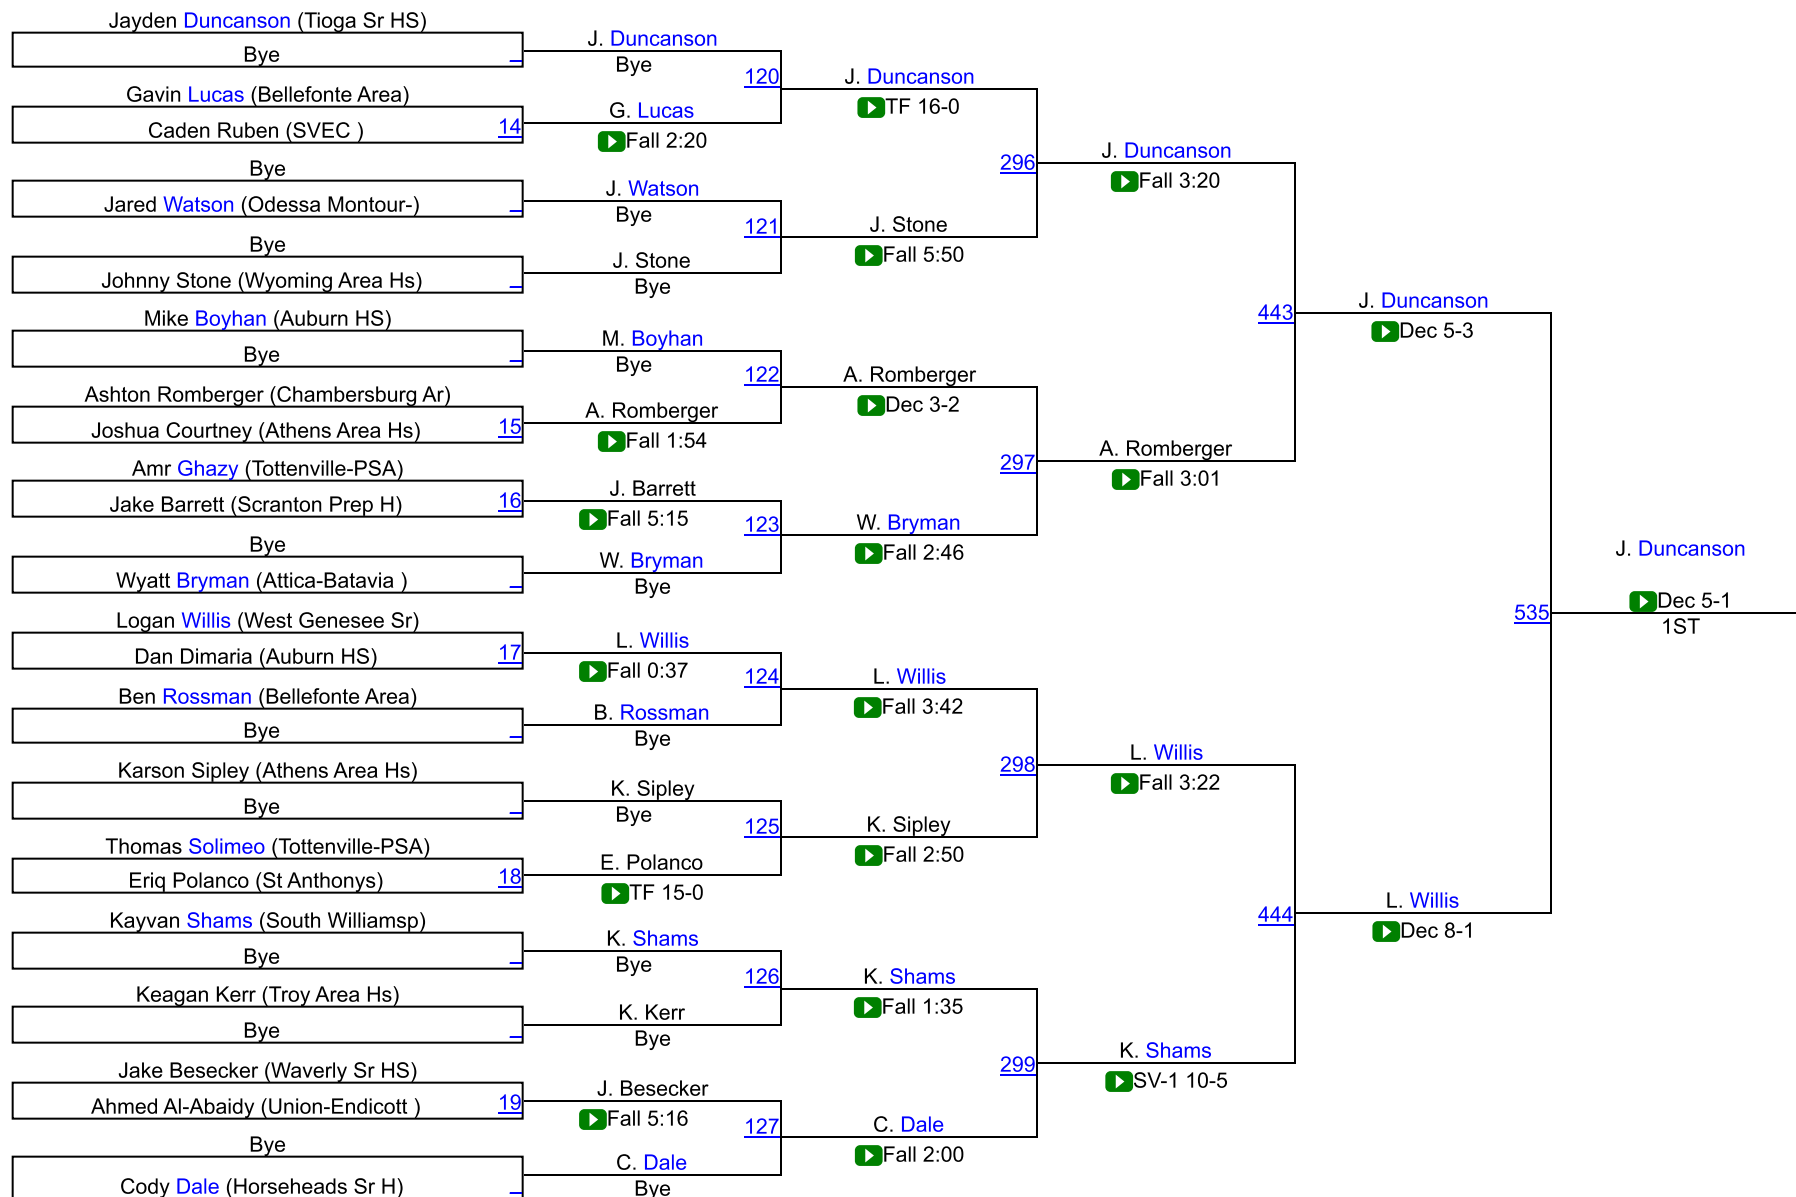 Jayden Duncanson (Tioga Sr HS)
Bye
Gavin Lucas (Bellefonte Area)
Caden Ruben (SVEC ) 14
Bye
Jared Watson (Odessa Montour-)
Bye
Johnny Stone (Wyoming Area Hs)
Mike Boyhan (Auburn HS)
Bye
Ashton Romberger (Chambersburg Ar)
Joshua Courtney (Athens Area Hs) 15
Amr Ghazy (Tottenville-PSA)
Jake Barrett (Scranton Prep H) 16
Bye
Wyatt Bryman (Attica-Batavia )
Logan Willis (West Genesee Sr)
Dan Dimaria (Auburn HS) 17
Ben Rossman (Bellefonte Area)
Bye
Karson Sipley (Athens Area Hs)
Bye
Thomas Solimeo (Tottenville-PSA)
Eriq Polanco (St Anthonys) 18
Kayvan Shams (South Williamsp)
Bye
Keagan Kerr (Troy Area Hs)
Bye
Jake Besecker (Waverly Sr HS)
Ahmed Al-Abaidy (Union-Endicott ) 19
Bye
Cody Dale (Horseheads Sr H)
J. Duncanson
Bye
120
G. Lucas
Fall 2:20
J. Watson
Bye
121
J. Stone
Bye
M. Boyhan
Bye
122
A. Romberger
Fall 1:54
J. Barrett
Fall 5:15
123
W. Bryman
Bye
L. Willis
Fall 0:37
124
B. Rossman
Bye
K. Sipley
Bye
125
E. Polanco
TF 15-0
K. Shams
Bye
126
K. Kerr
Bye
J. Besecker
Fall 5:16
127
C. Dale
Bye
J. Duncanson
TF 16-0
296
J. Stone
Fall 5:50
A. Romberger
Dec 3-2
297
W. Bryman
Fall 2:46
L. Willis
Fall 3:42
298
K. Sipley
Fall 2:50
K. Shams
Fall 1:35
299
C. Dale
Fall 2:00
J. Duncanson
Fall 3:20
443
A. Romberger
Fall 3:01
L. Willis
Fall 3:22
444
K. Shams
SV-1 10-5
J. Duncanson
Dec 5-3
535
L. Willis
Dec 8-1
J. Duncanson
Dec 5-1
1ST